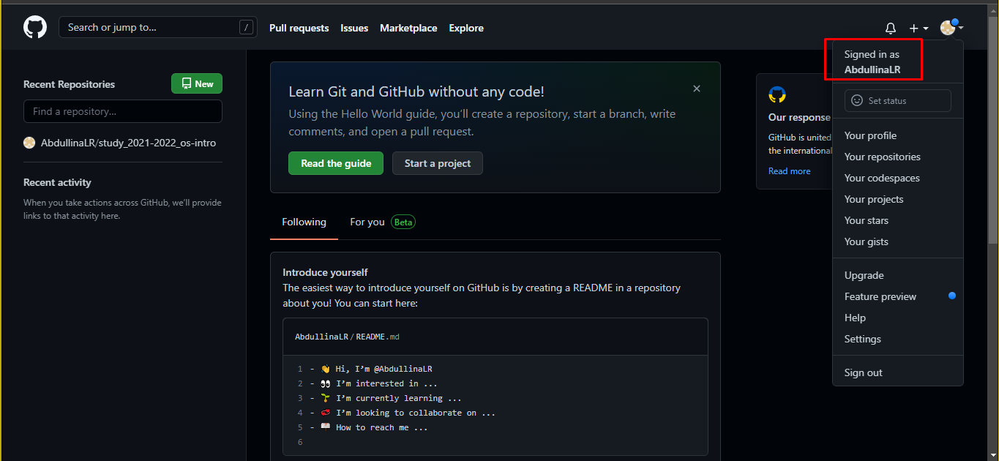 Search or jump to...
/
Pull requests
Issues
Marketplace
Explore
Recent Repositories
New
Find a repository...
AbdullinaLR/study_2021-2022_os-intro
Recent activity
When you take actions across GitHub, we'll provide
links to that activity here.
Learn Git and GitHub without any code!
Using the Hello World guide, you'll create a repository, start a branch, write
comments, and open a pull request.
Read the guide
Start a project
Following
For you
Beta
Introduce yourself
The easiest way to introduce yourself on GitHub is by creating a README in a repository
about you! You can start here:
AbdullinaLR/README.md
1 - 👋 Hi, I'm @AbdullinaLR
2 - 👀 I'm interested in ...
3 - 🌱 I'm currently learning ...
4 - 💞️ I'm looking to collaborate on ...
5 - 📫 How to reach me ...
6
Our response
GitHub is united
the international
Read more
Signed in as
AbdullinaLR
Set status
Your profile
Your repositories
Your codespaces
Your projects
Your stars
Your gists
Upgrade
Feature preview
Help
Settings
Sign out